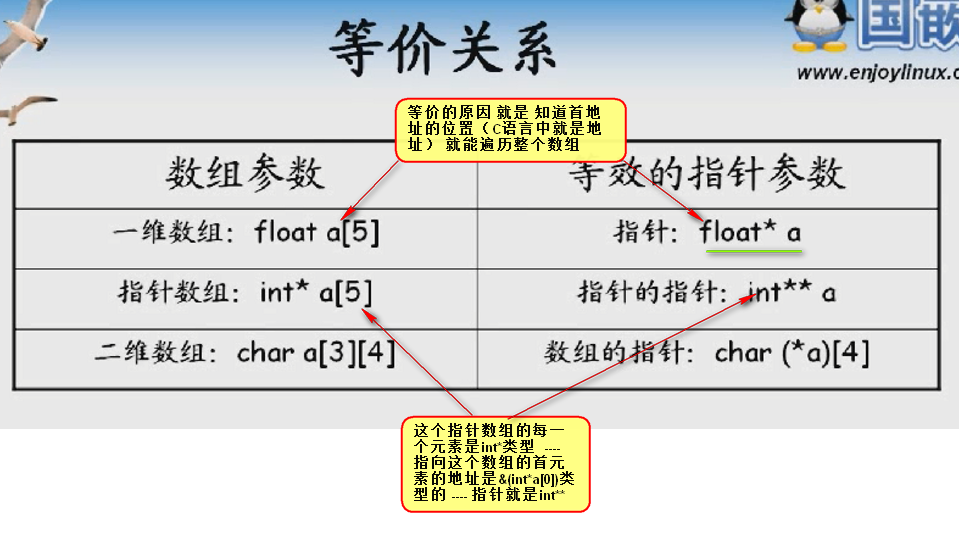 等价关系
国嵌
www.enjoylinux.c
等价的原因 就是 知道首地
址的位置（C语言中就是地
址） 就能遍历整个数组
数组参数 等效的指针参数
一维数组：float a[5] 指针：float* a
指针数组：int* a[5] 指针的指针：int** a
二维数组：char a[3][4] 数组的指针：char (*a)[4]
这个指针数组的每一
个元素是int*类型 ----
指向这个数组的首元
素的地址是&(int*a[0])类
型的 ---- 指针就是int**